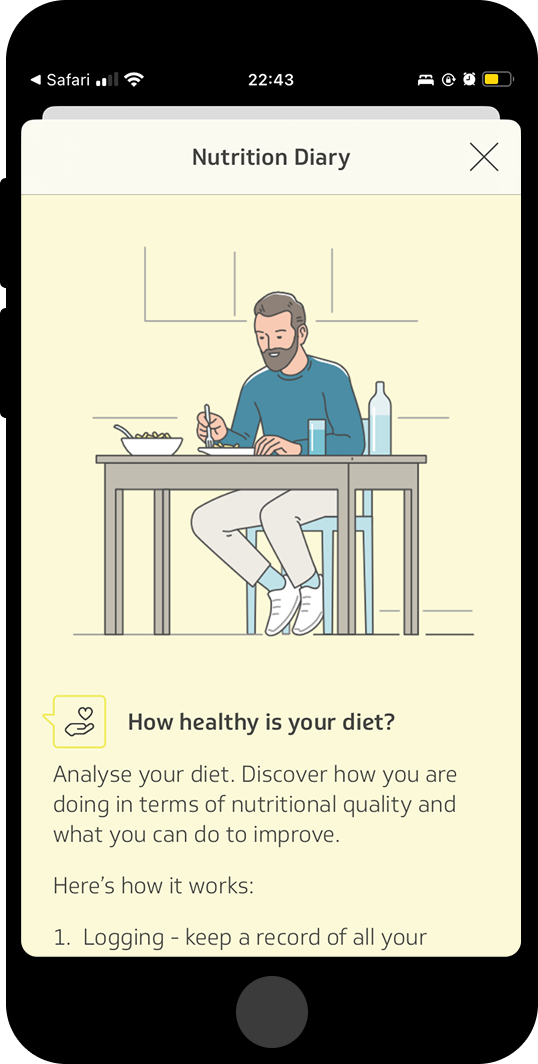 Safari
22:43
Nutrition Diary
How healthy is your diet?
Analyse your diet. Discover how you are
doing in terms of nutritional quality and
what you can do to improve.
Here’s how it works:
1. Logging - keep a record of all your